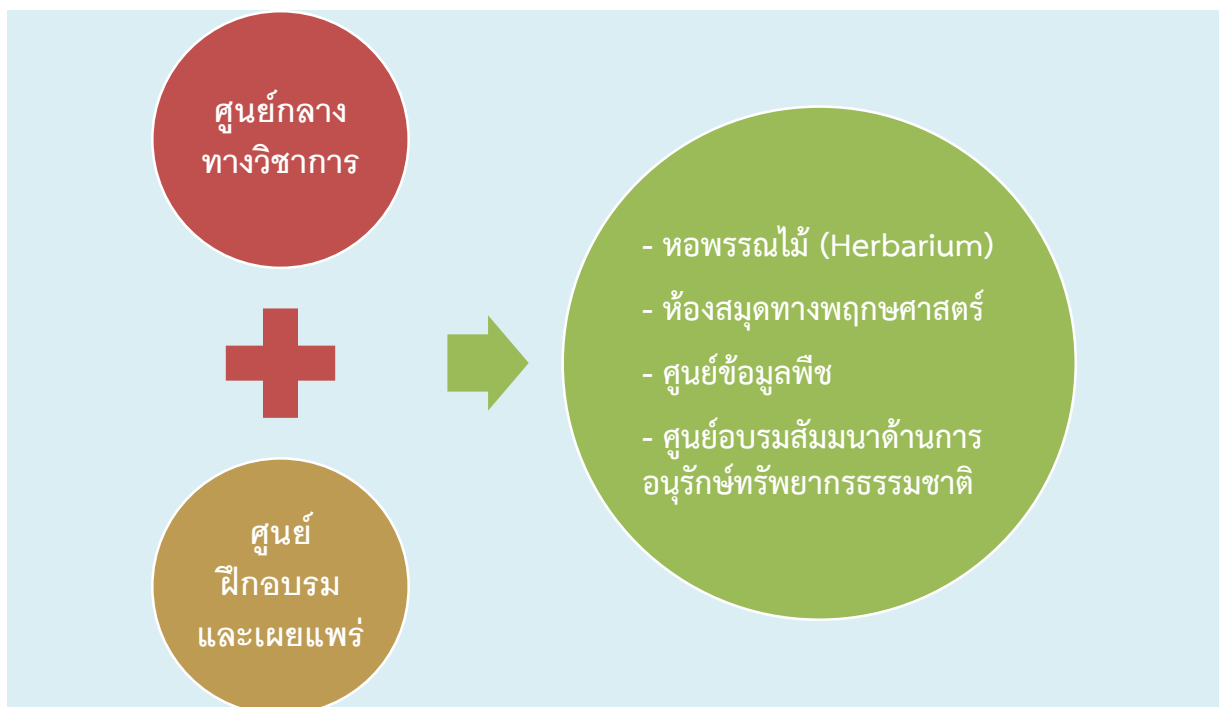 ศูนย์กลาง
ทางวิชาการ
ศูนย์
ฝึกอบรม
และเผยแพร่
- หอพรรณไม้ (Herbarium)
- ห้องสมุดทางพฤกษศาสตร์
- ศูนย์ข้อมูลพืช
- ศูนย์อบรมสัมมนาด้านการ
อนุรักษ์ทรัพยากรธรรมชาติ